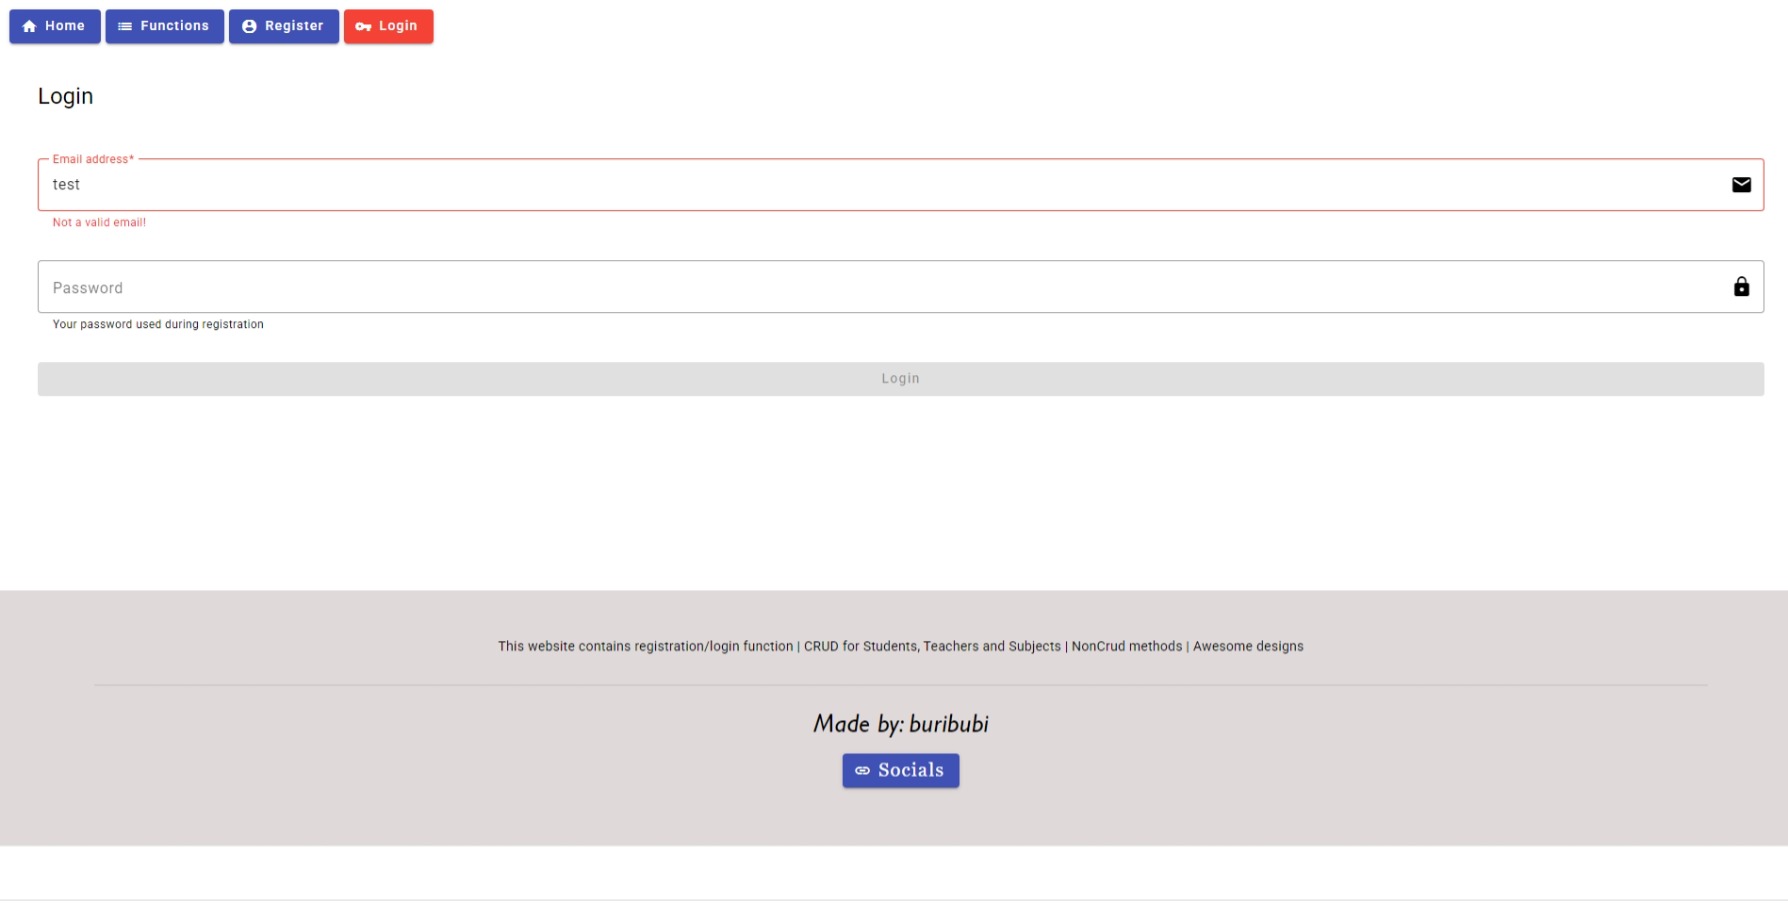 Home Functions Register Login
Login
Email address*
test
Not a valid email!
Password
Your password used during registration
Login
This website contains registration/login function | CRUD for Students, Teachers and Subjects | NonCrud methods | Awesome designs
Made by: buribubi
Socials